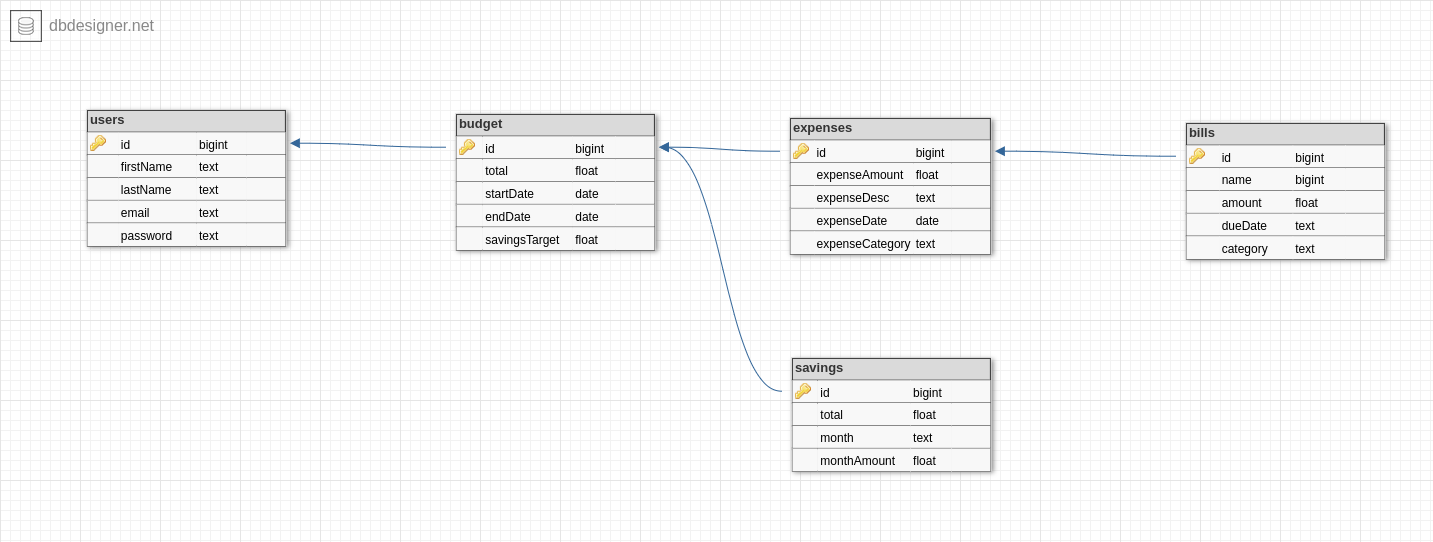 dbdesigner.net
users
id bigint
firstName text
lastName text
email text
password text
budget
id bigint
total float
startDate date
endDate date
savingsTarget float
expenses
id bigint
expenseAmount float
expenseDesc text
expenseDate date
expenseCategory text
bills
id bigint
name bigint
amount float
dueDate text
category text
savings
id bigint
total float
month text
monthAmount float